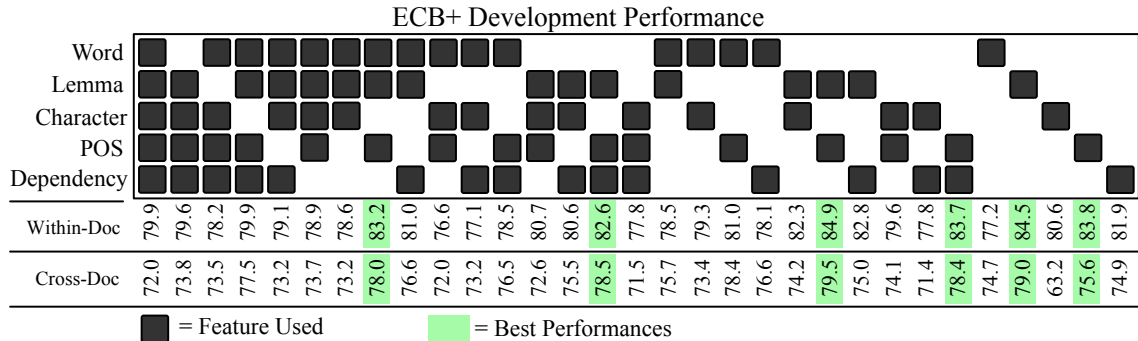 ECB+ Development Performance
Word
Lemma
Character
POS
Dependency
Within-Doc 79.9 79.6 78.2 79.9 79.1 78.9 78.6 83.2 81.0 76.6 77.1 78.5 80.7 80.6 82.6 77.8 78.5 79.3 81.0 78.1 82.3 84.9 82.8 79.6 77.8 83.7 77.2 84.5 80.6 83.8 81.9
Cross-Doc 72.0 73.8 73.5 77.5 73.2 73.7 73.2 78.0 76.6 72.0 73.2 76.5 72.6 75.5 78.5 71.5 75.7 73.4 78.4 76.6 74.2 79.5 75.0 74.1 71.4 78.4 74.7 79.0 63.2 75.6 74.9
= Feature Used = Best Performances